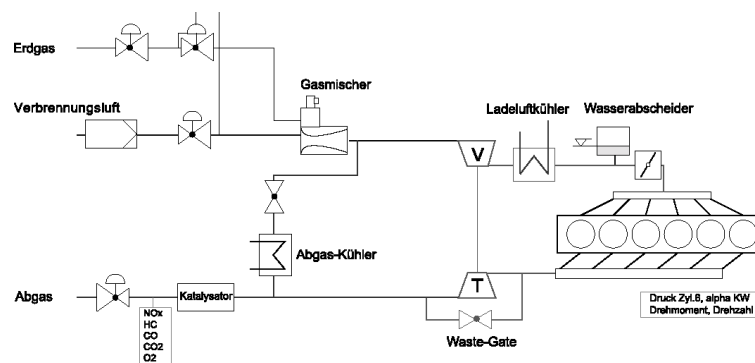 Erdgas
Gasmischer
Verbrennungsluft
Ladeluftkühler
Wasserabscheider
V
Abgas-Kühler
Abgas
Katalysator
T
Druck Zyl.6, alpha KW
Drehmoment, Drehzahl
NOx
HC
CO
CO2
O2
Waste-Gate